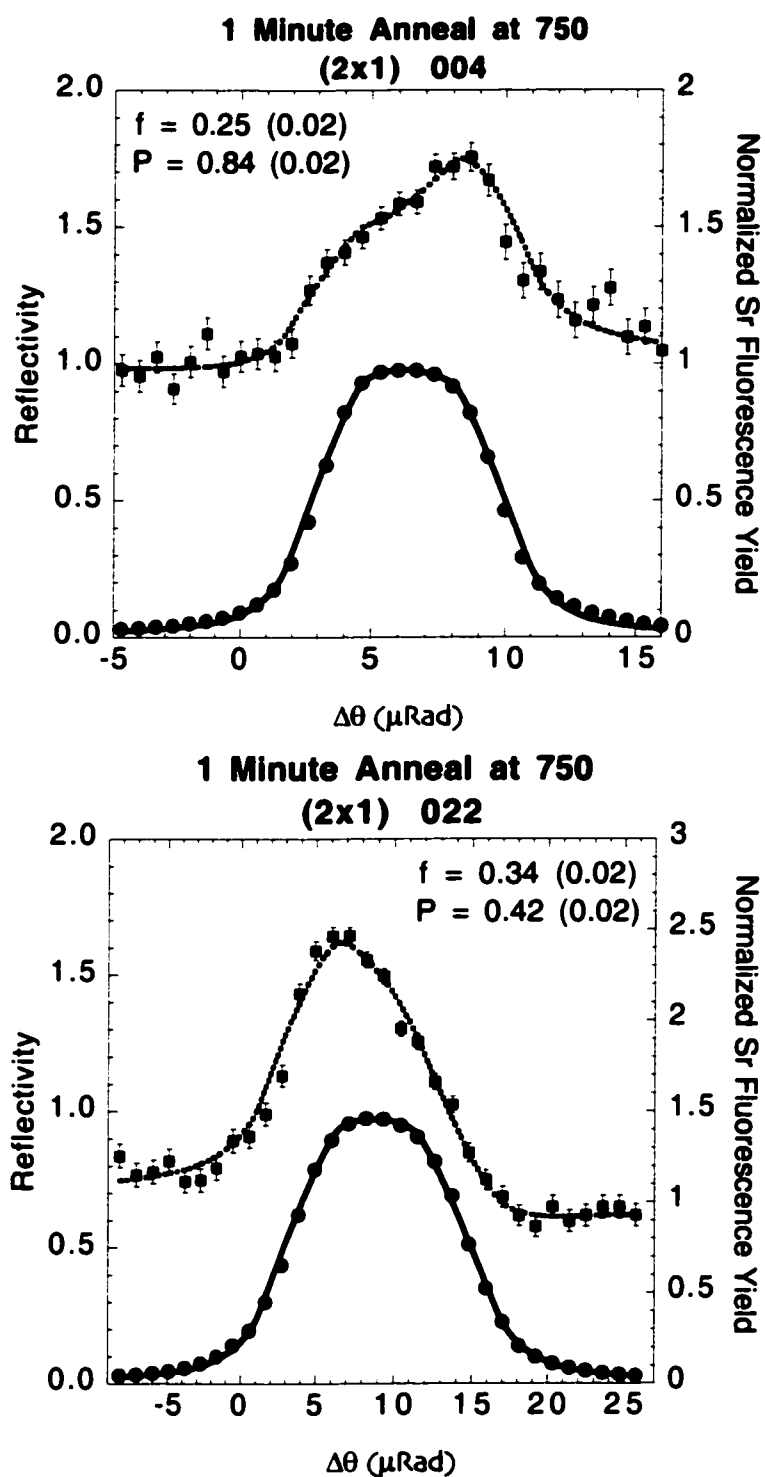 1 Minute Anneal at 750
(2x1) 004
f = 0.25 (0.02)
P = 0.84 (0.02)
Reflectivity
2.0
1.5
1.0
0.5
0.0
Normalized Sr Fluorescence Yield
2
1.5
1
0.5
0
-5
0
5
10
15
Δθ (μRad)
1 Minute Anneal at 750
(2x1) 022
f = 0.34 (0.02)
P = 0.42 (0.02)
Reflectivity
2.0
1.5
1.0
0.5
0.0
Normalized Sr Fluorescence Yield
3
2.5
2
1.5
1
0.5
0
-5
0
5
10
15
20
25
Δθ (μRad)